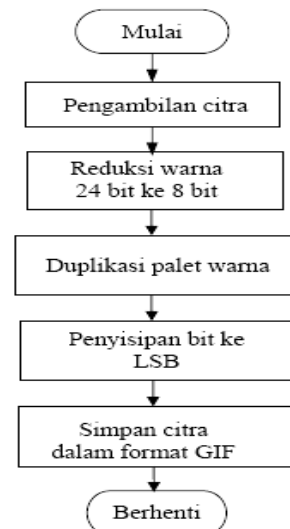 Mulai
Pengambilan citra
Reduksi warna
24 bit ke 8 bit
Duplikasi palet warna
Penyisipan bit ke
LSB
Simpan citra
dalam format GIF
Berhenti